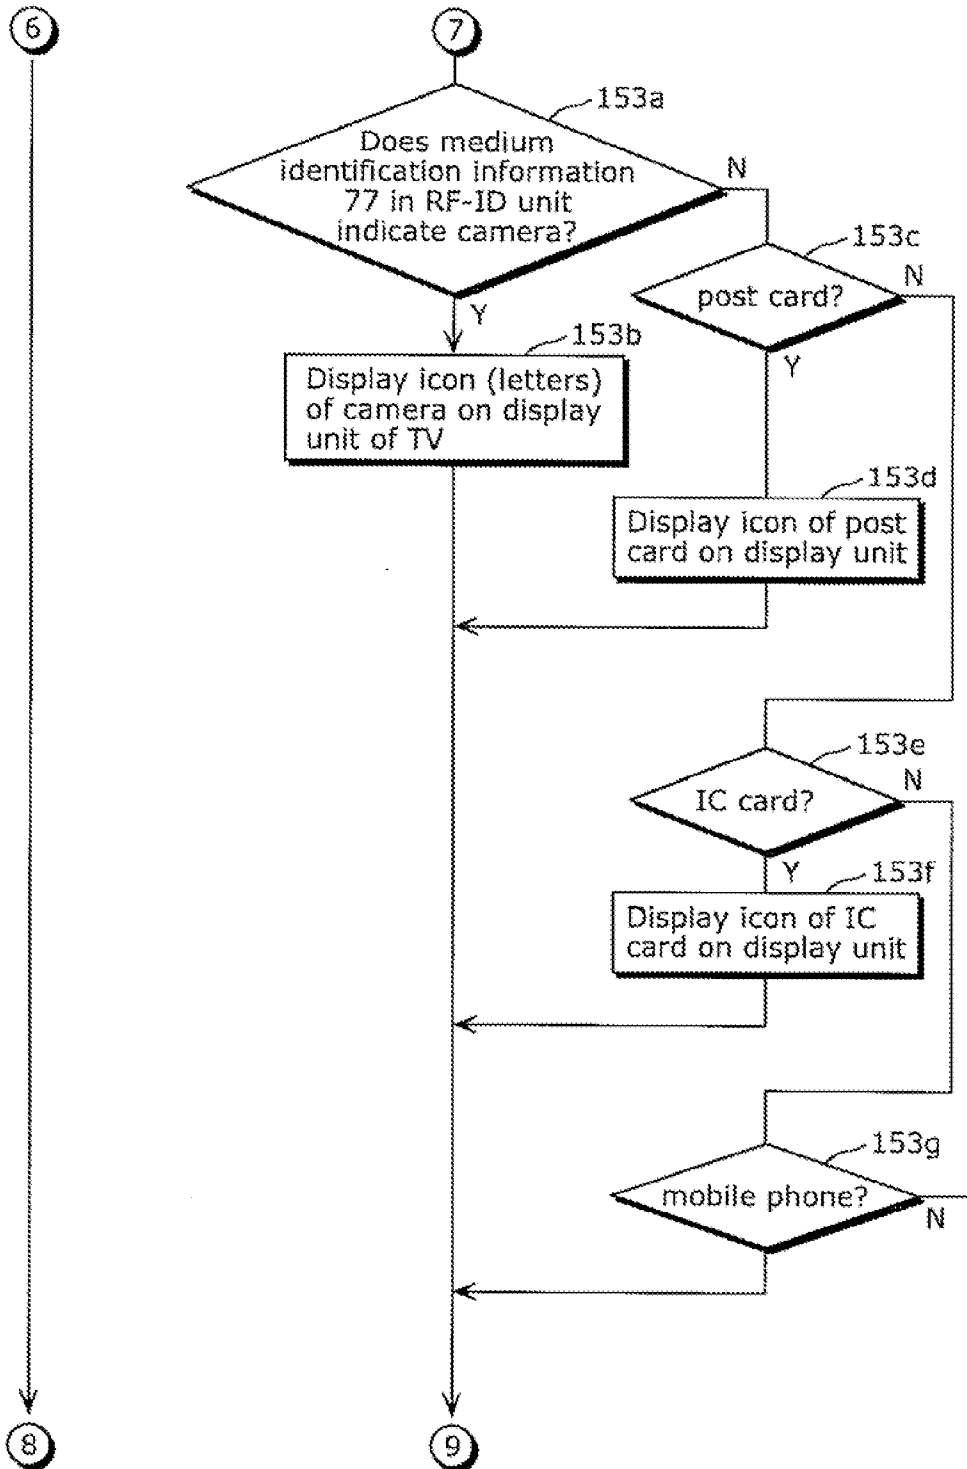 6
7
153a
Does medium
identification information
77 in RF-ID unit
indicate camera?
N
153c
post card?
N
Y
153b
Y
Display icon (letters)
of camera on display
unit of TV
153d
Display icon of post
card on display unit
153e
IC card?
N
Y
153f
Display icon of IC
card on display unit
153g
mobile phone?
N
8
9